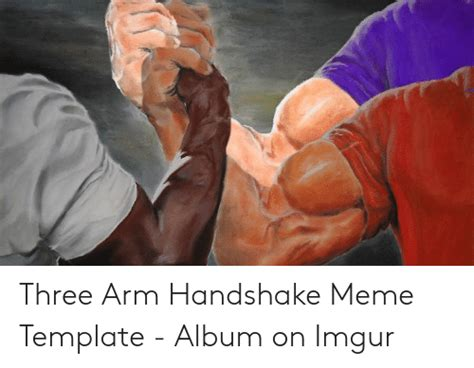 Three Arm Handshake Meme
Template - Album on Imgur